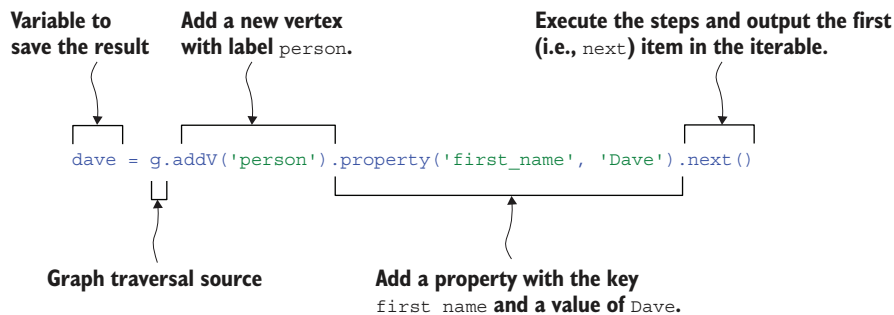 Variable to
save the result
Add a new vertex
with label person.
Execute the steps and output the first
(i.e., next) item in the iterable.
dave = g.addV('person').property('first_name', 'Dave').next()
Graph traversal source
Add a property with the key
first name and a value of Dave.